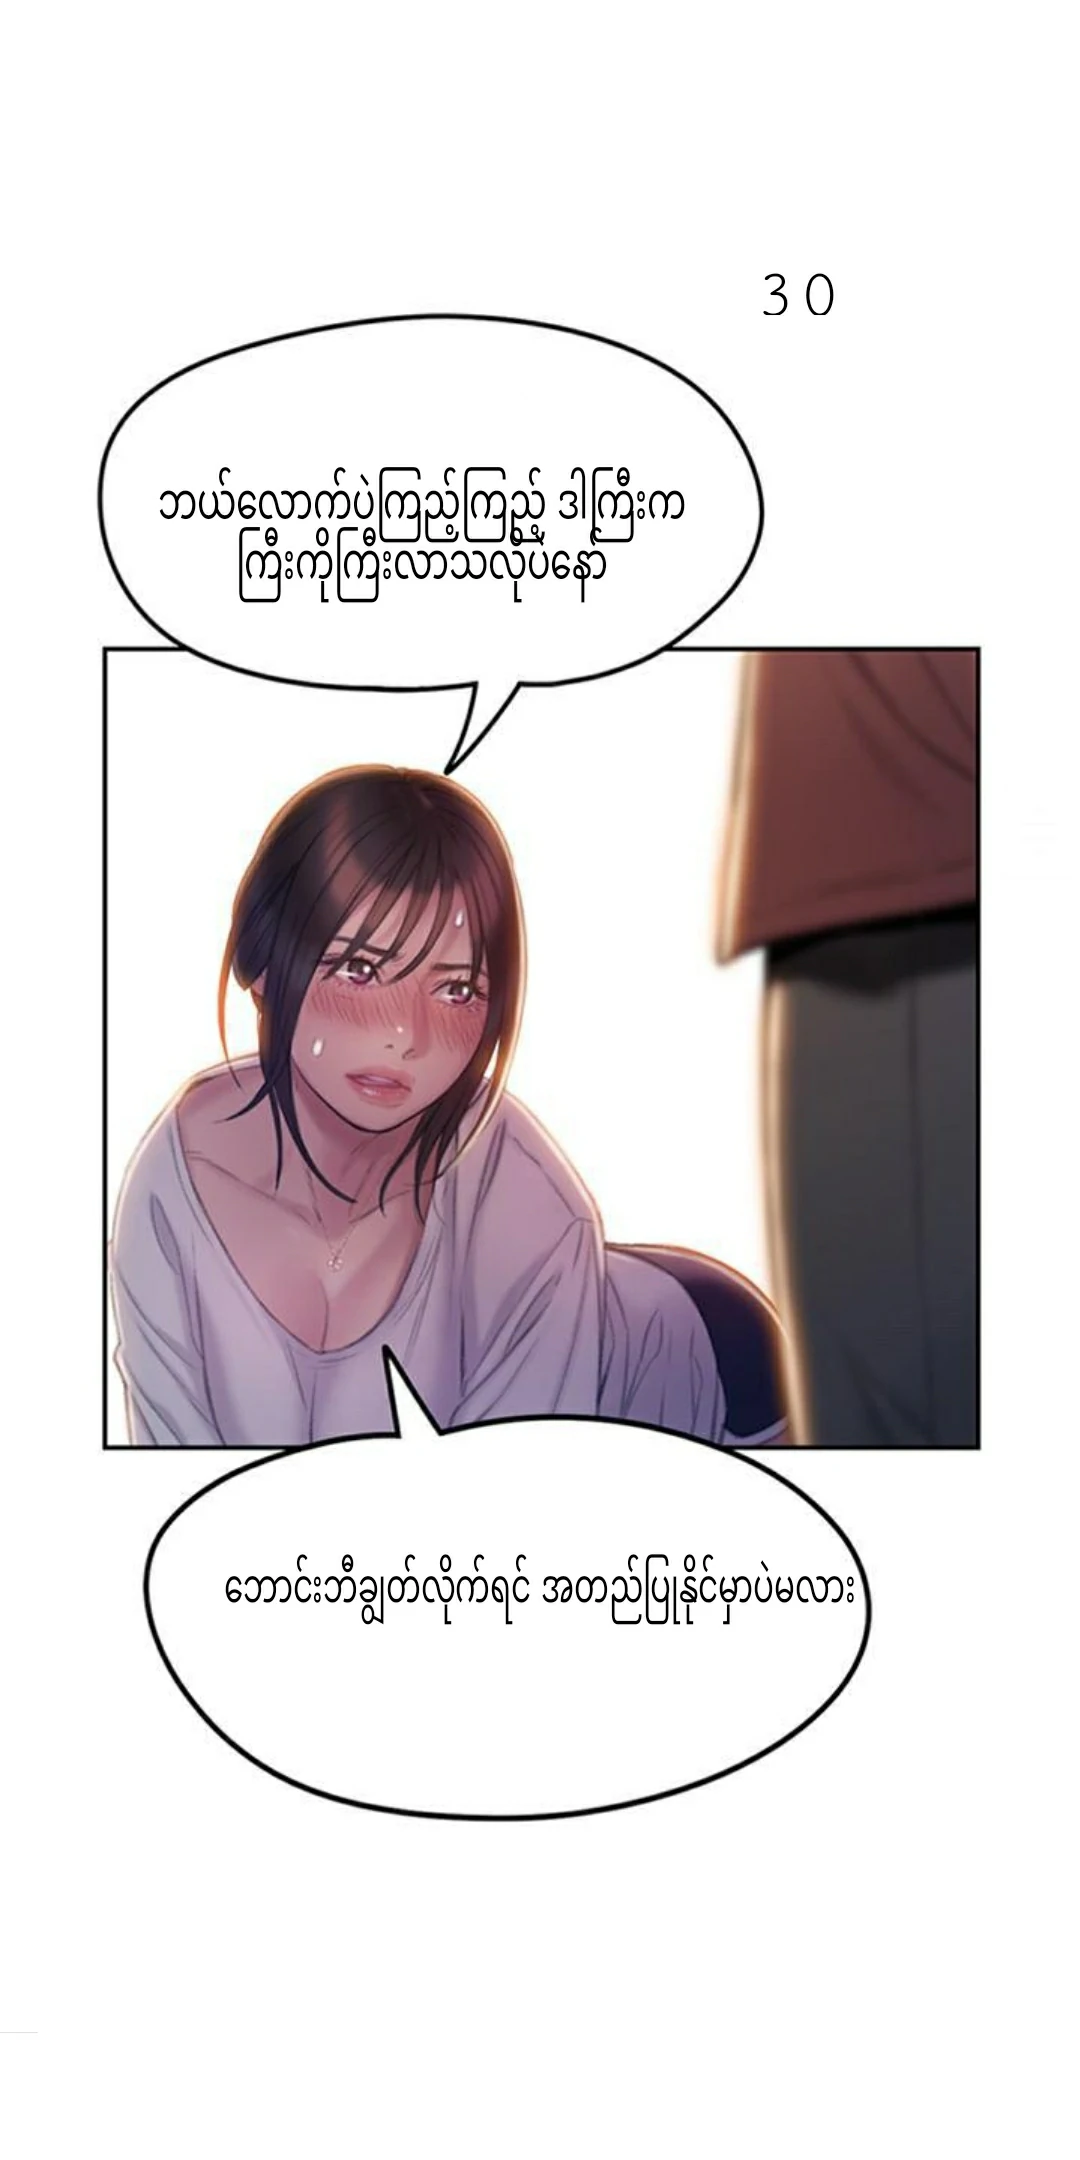 30
ဘယ်လောက်ပဲကြည့်ကြည့် ဒါကြီးက
ကြီးကိုကြီးလာသလိုပဲနော်
ဘောင်းဘီချွတ်လိုက်ရင် အတည်ပြုနိုင်မှာပဲမလား